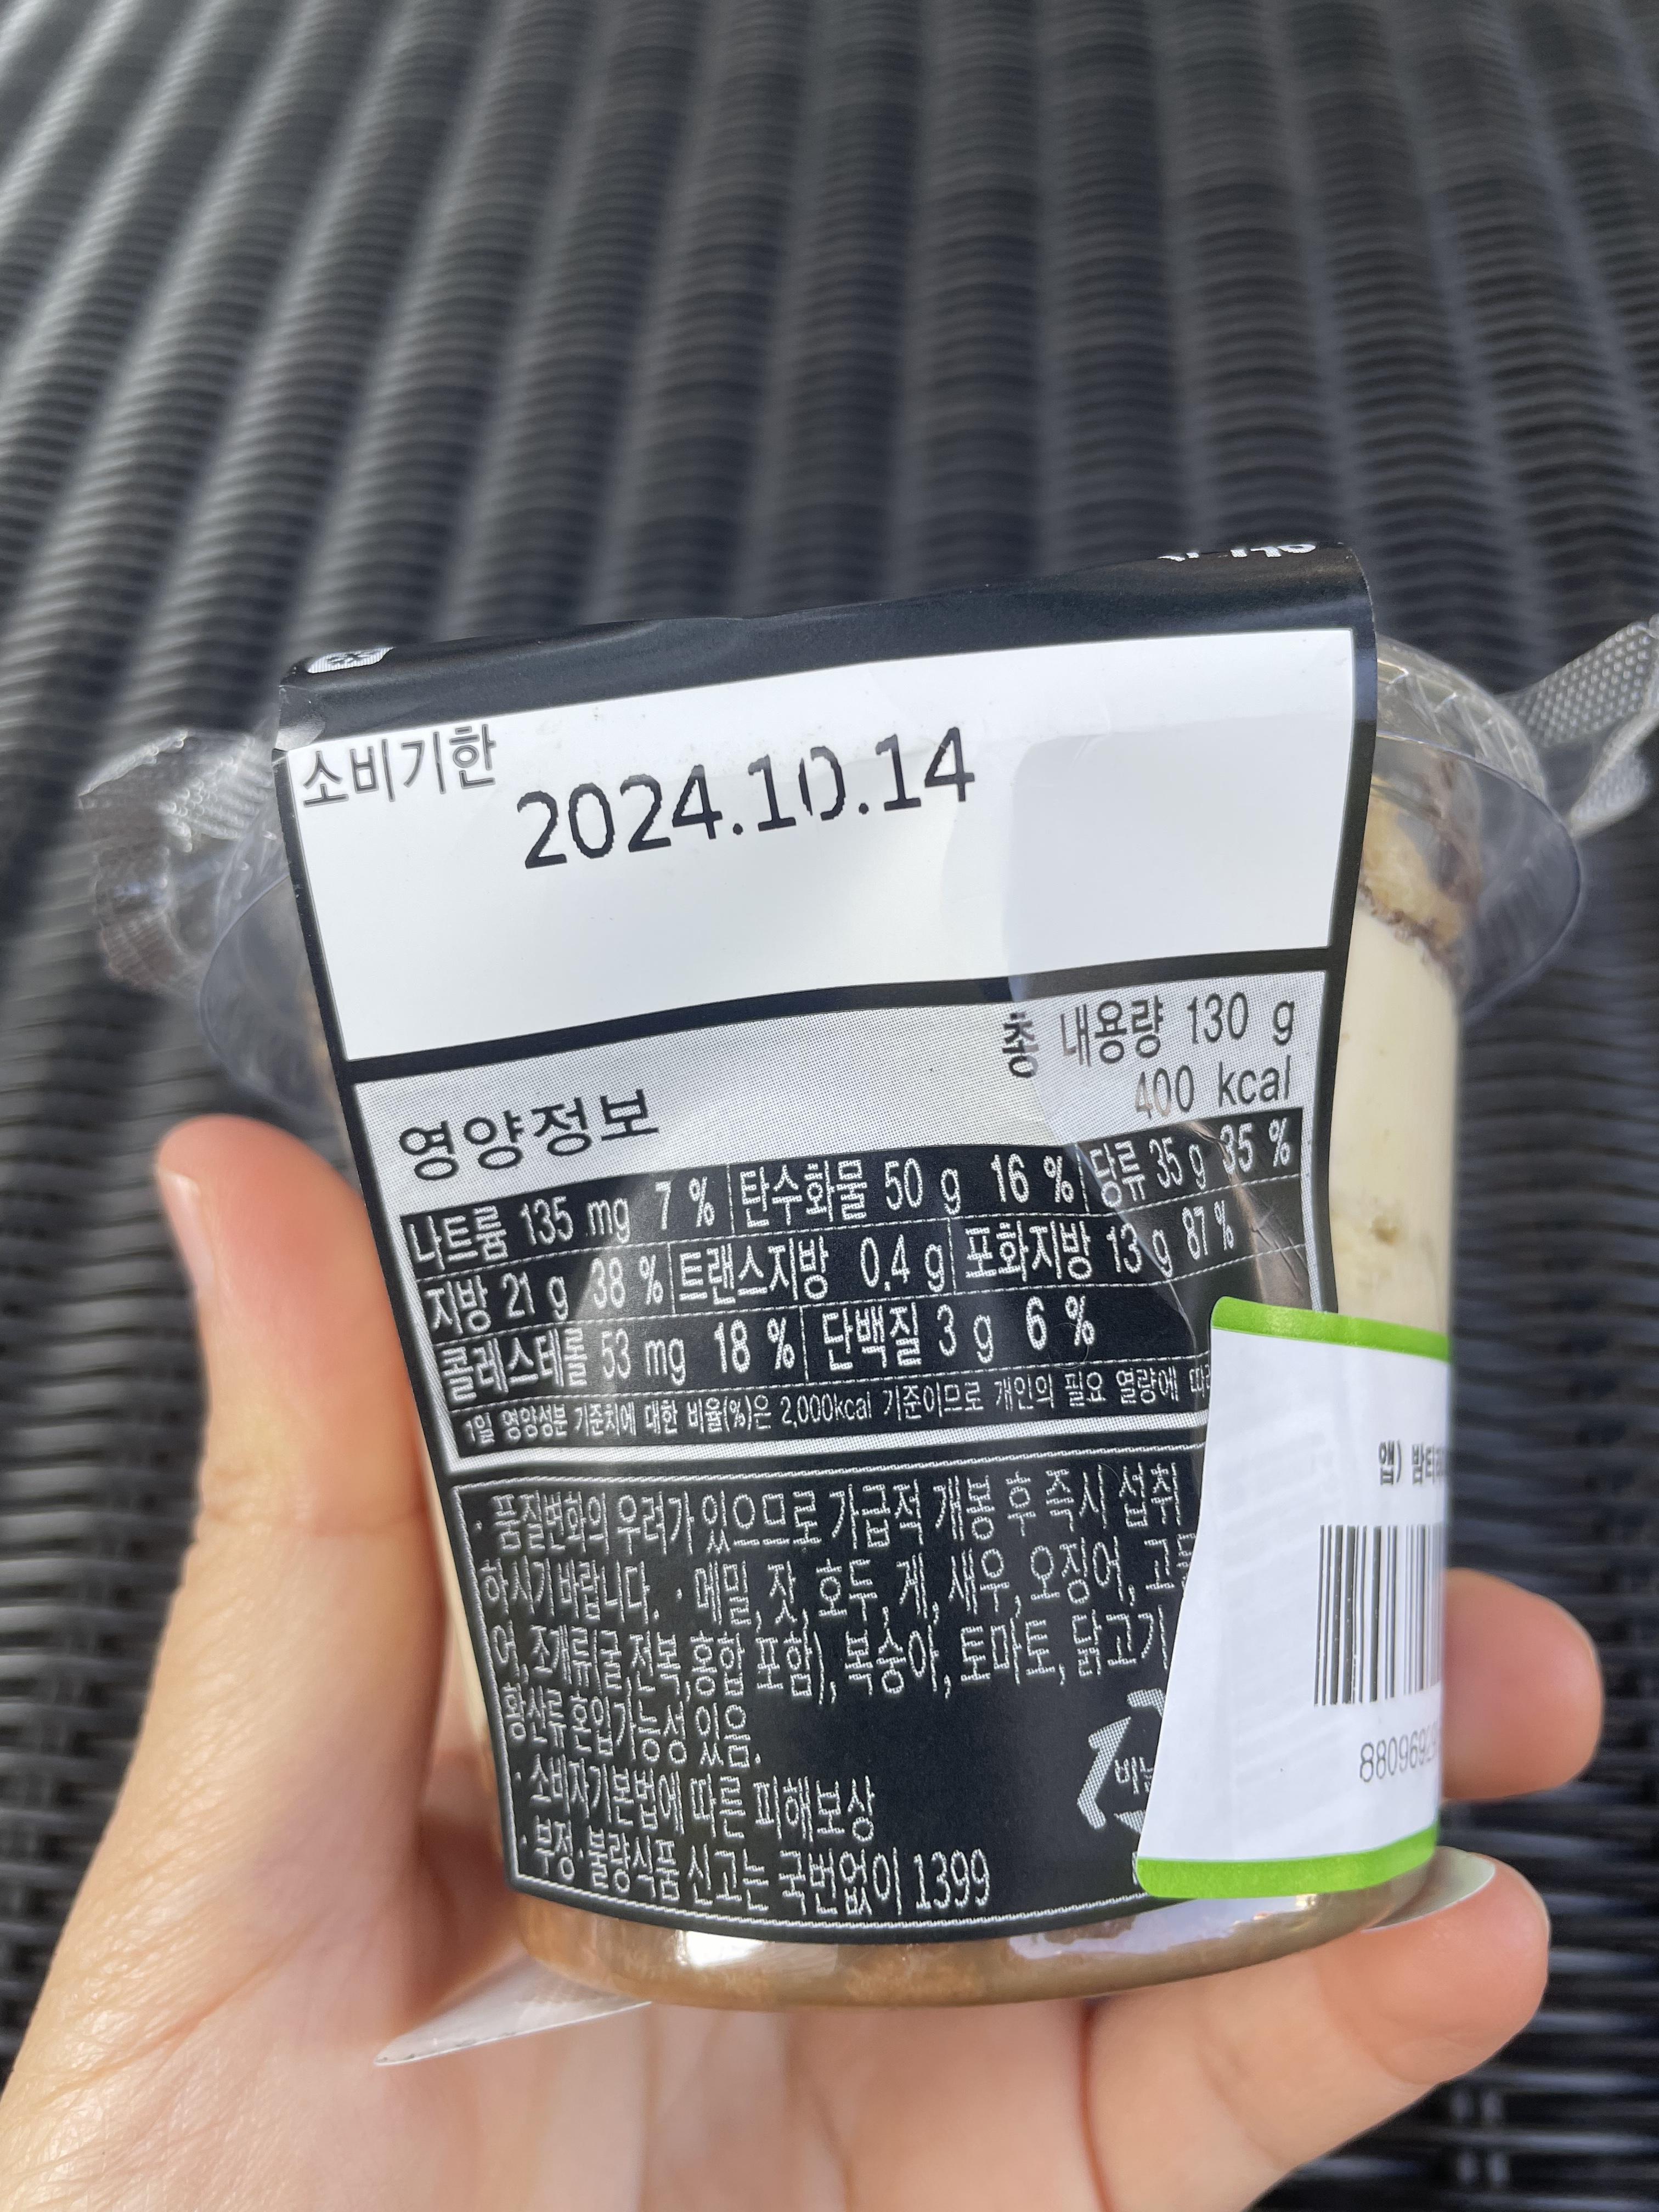 소비기한
2024.10.14
총 내용량 130 g
400 kcal
영양정보
나트륨 135 mg 7 % 탄수화물 50 g 16 % 당류 35 g 35 %
지방 21 g 38 % 트랜스지방 0.4 g 포화지방 13 g 87 %
콜레스테롤 53 mg 18 % 단백질 3 g 6 %
1일 영양성분 기준치에 대한 비율(%)은 2,000kcal 기준이므로 개인의 필요 열량에
· 품질변화의 우려가 있으므로 가급적 개봉 후 즉시 섭취
하시기 바랍니다. · 메밀, 잣, 호두, 게, 새우, 오징어, 고등
어, 조개류(굴,전복,홍합 포함), 복숭아, 토마토, 닭고기
황산류 혼입가능성 있음.
· 소비자기본법에 따른 피해보상
· 부정·불량식품 신고는 국번없이 1399
앱)